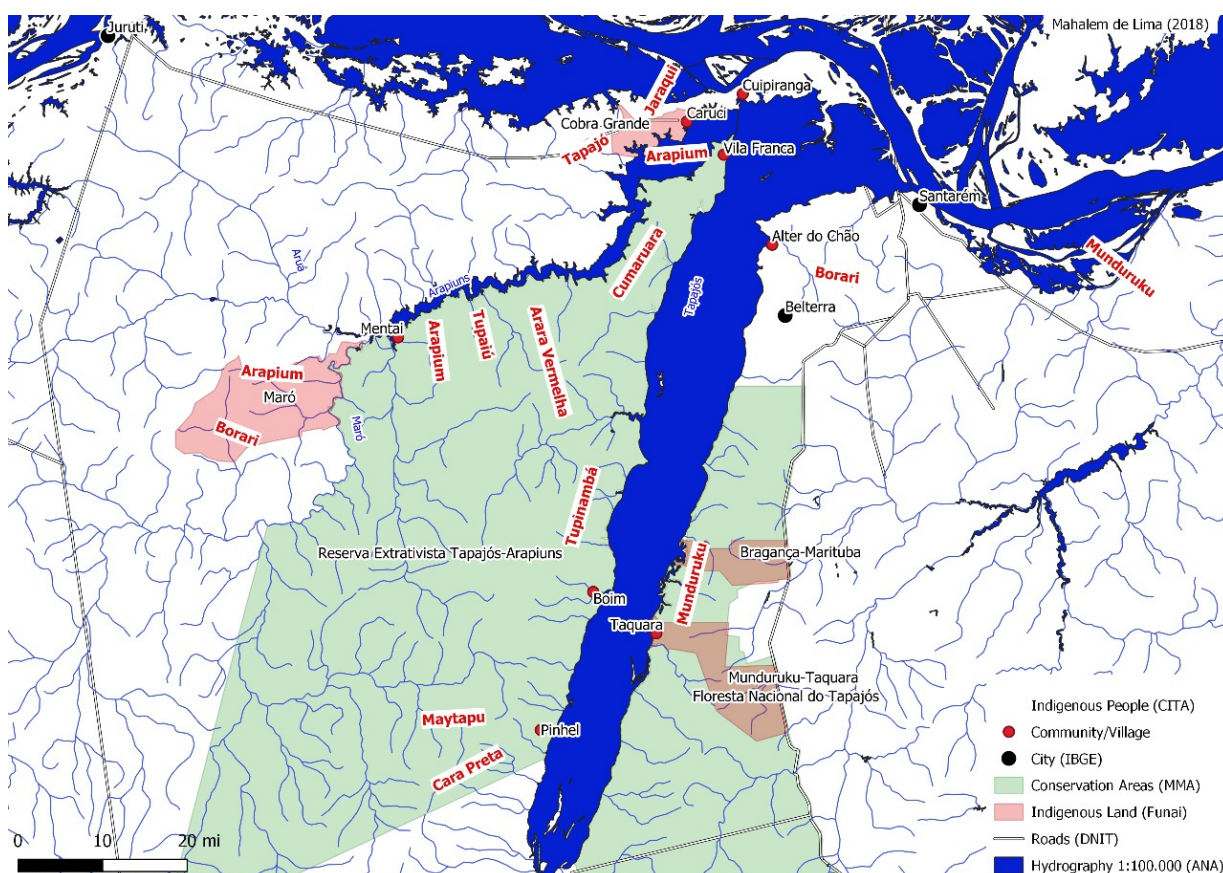 Mahalem de Lima (2018)
Juruti
Jaraqui
Cuipiranga
Cobra Grande
Caruci
Tapajó
Arapium
Vila Franca
Santarém
Alter do Chão
Munduruku
Cumaruara
Borari
Aruá
Arapiuns
Tapajós
Belterra
Mentai
Arapium
Tupaiú
Arara Vermelha
Arapium
Maró
Borari
Maró
Tupinambá
Reserva Extrativista Tapajós-Arapiuns
Bragança-Marituba
Munduruku
Boim
Taquara
Munduruku-Taquara
Floresta Nacional do Tapajós
Maytapu
Pinhel
Cara Preta
Indigenous People (CITA)
Community/Village
City (IBGE)
Conservation Areas (MMA)
Indigenous Land (Funai)
Roads (DNIT)
Hydrography 1:100.000 (ANA)
0 10 20 mi